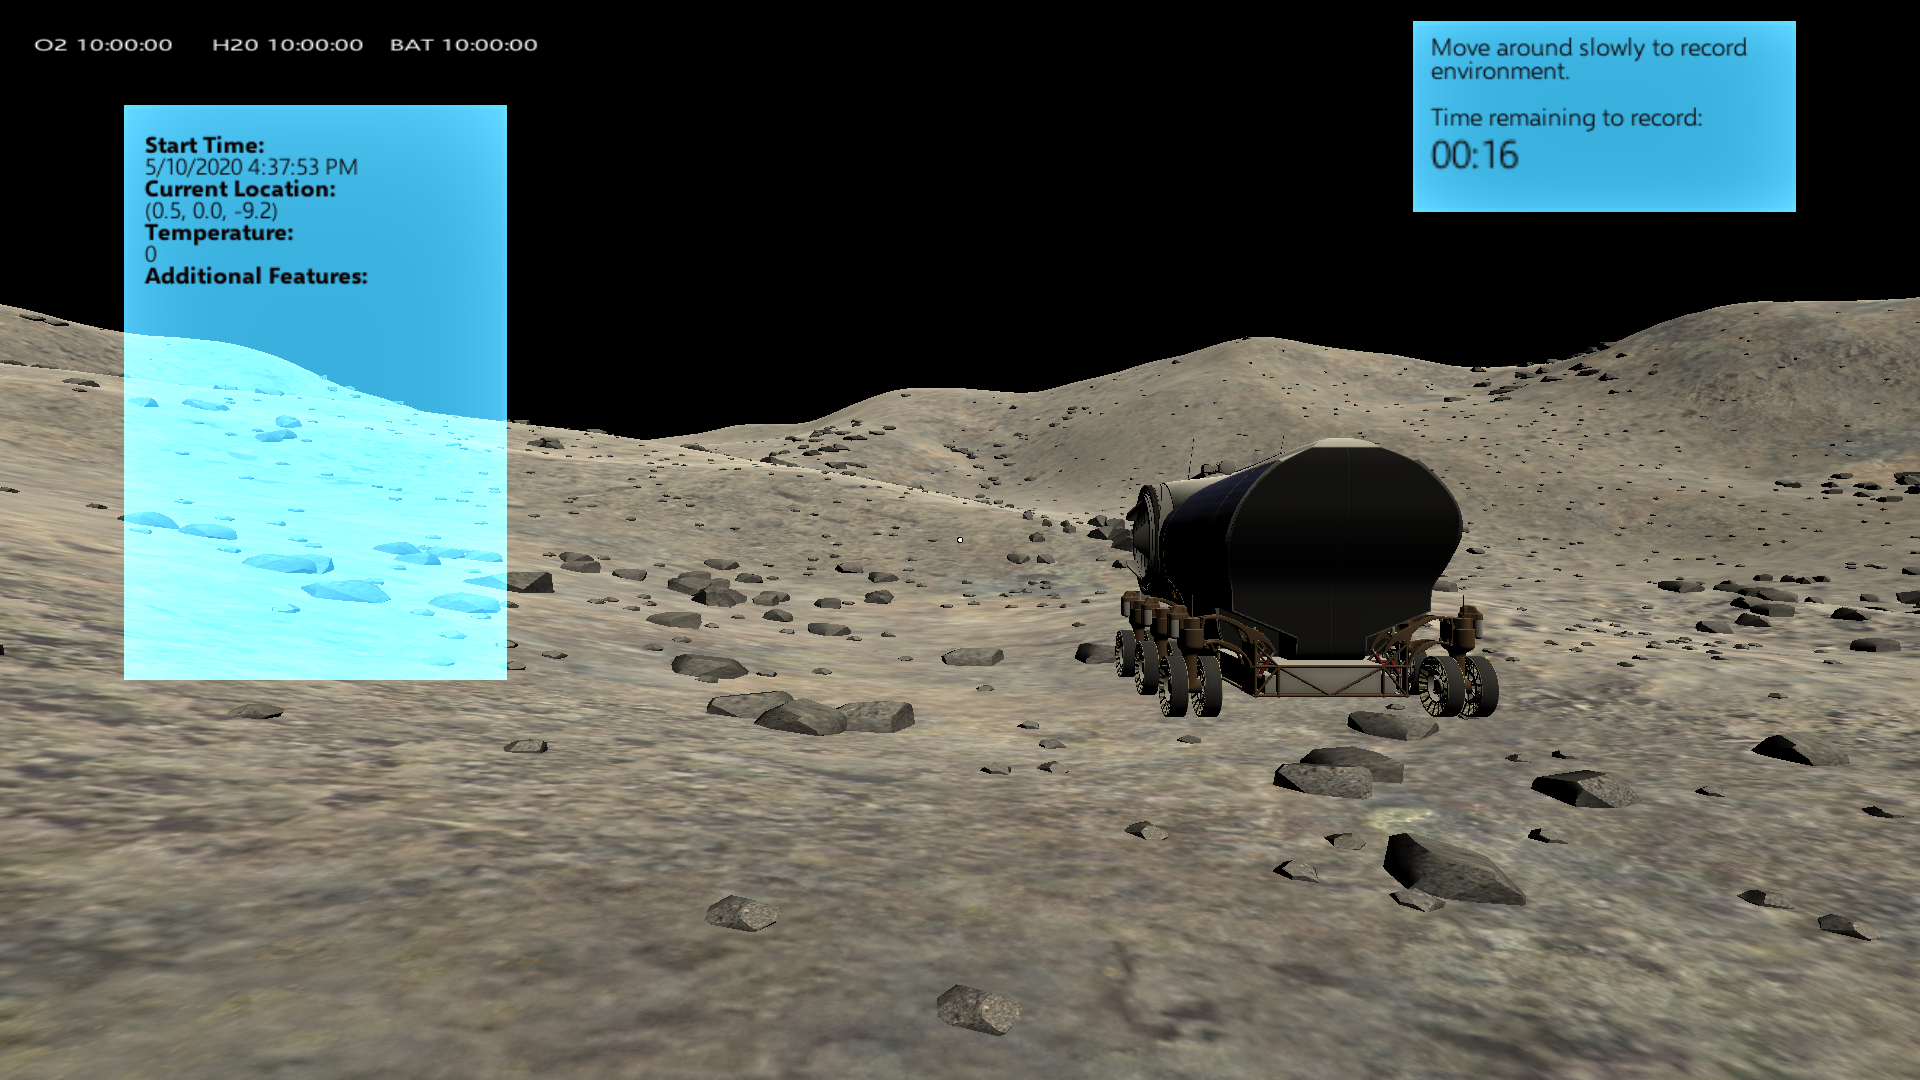 O2 10:00:00 H20 10:00:00 BAT 10:00:00
Start Time:
5/10/2020 4:37:53 PM
Current Location:
(0.5, 0.0, -9.2)
Temperature:
0
Additional Features:
Move around slowly to record
environment.
Time remaining to record:
00:16